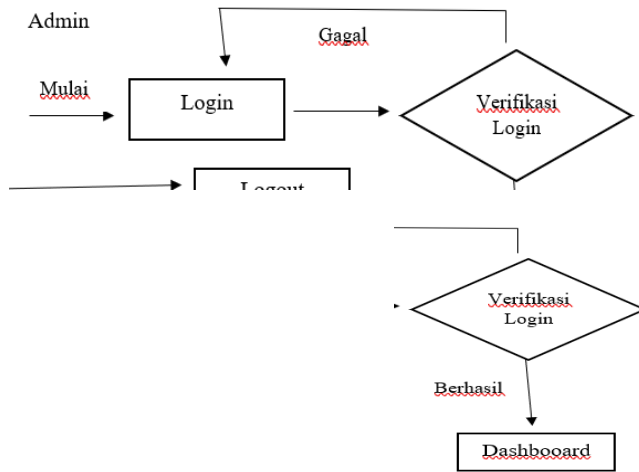 Admin
Gagal
Mulai
Login
Verifikasi
Login
Logout
Verifikasi
Login
Berhasil
Dashbooard